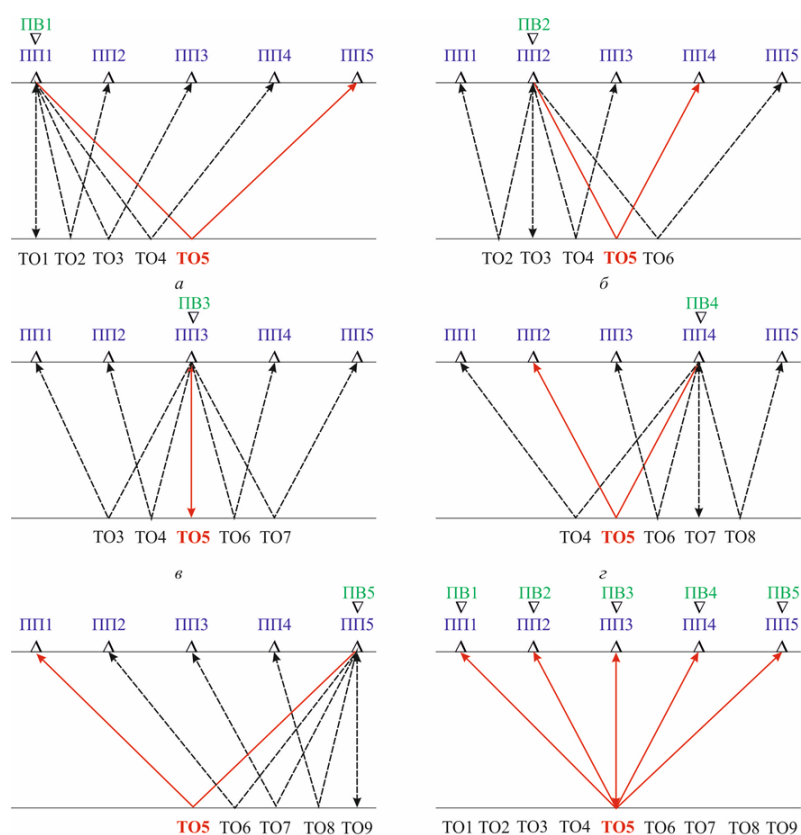 ПВ1
ПП1 ПП2 ПП3 ПП4 ПП5
ТО1 ТО2 ТО3 ТО4 ТО5
а
ПВ2
ПП1 ПП2 ПП3 ПП4 ПП5
ТО2 ТО3 ТО4 ТО5 ТО6
б
ПВ3
ПП1 ПП2 ПП3 ПП4 ПП5
ТО3 ТО4 ТО5 ТО6 ТО7
в
ПВ4
ПП1 ПП2 ПП3 ПП4 ПП5
ТО4 ТО5 ТО6 ТО7 ТО8
г
ПВ5
ПП1 ПП2 ПП3 ПП4 ПП5
ТО5 ТО6 ТО7 ТО8 ТО9
ПВ1 ПВ2 ПВ3 ПВ4 ПВ5
ПП1 ПП2 ПП3 ПП4 ПП5
ТО1 ТО2 ТО3 ТО4 ТО5 ТО6 ТО7 ТО8 ТО9